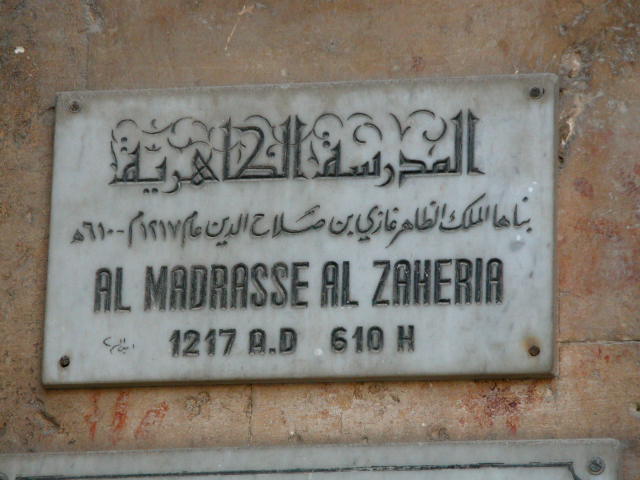 المدرسة الظاهرية
بناها الملك الظاهر غازي بن صلاح الدين عام ١٢١٧م - ٦١٠هـ
AL MADRASSE AL ZAHERIA
1217 A.D 610 H